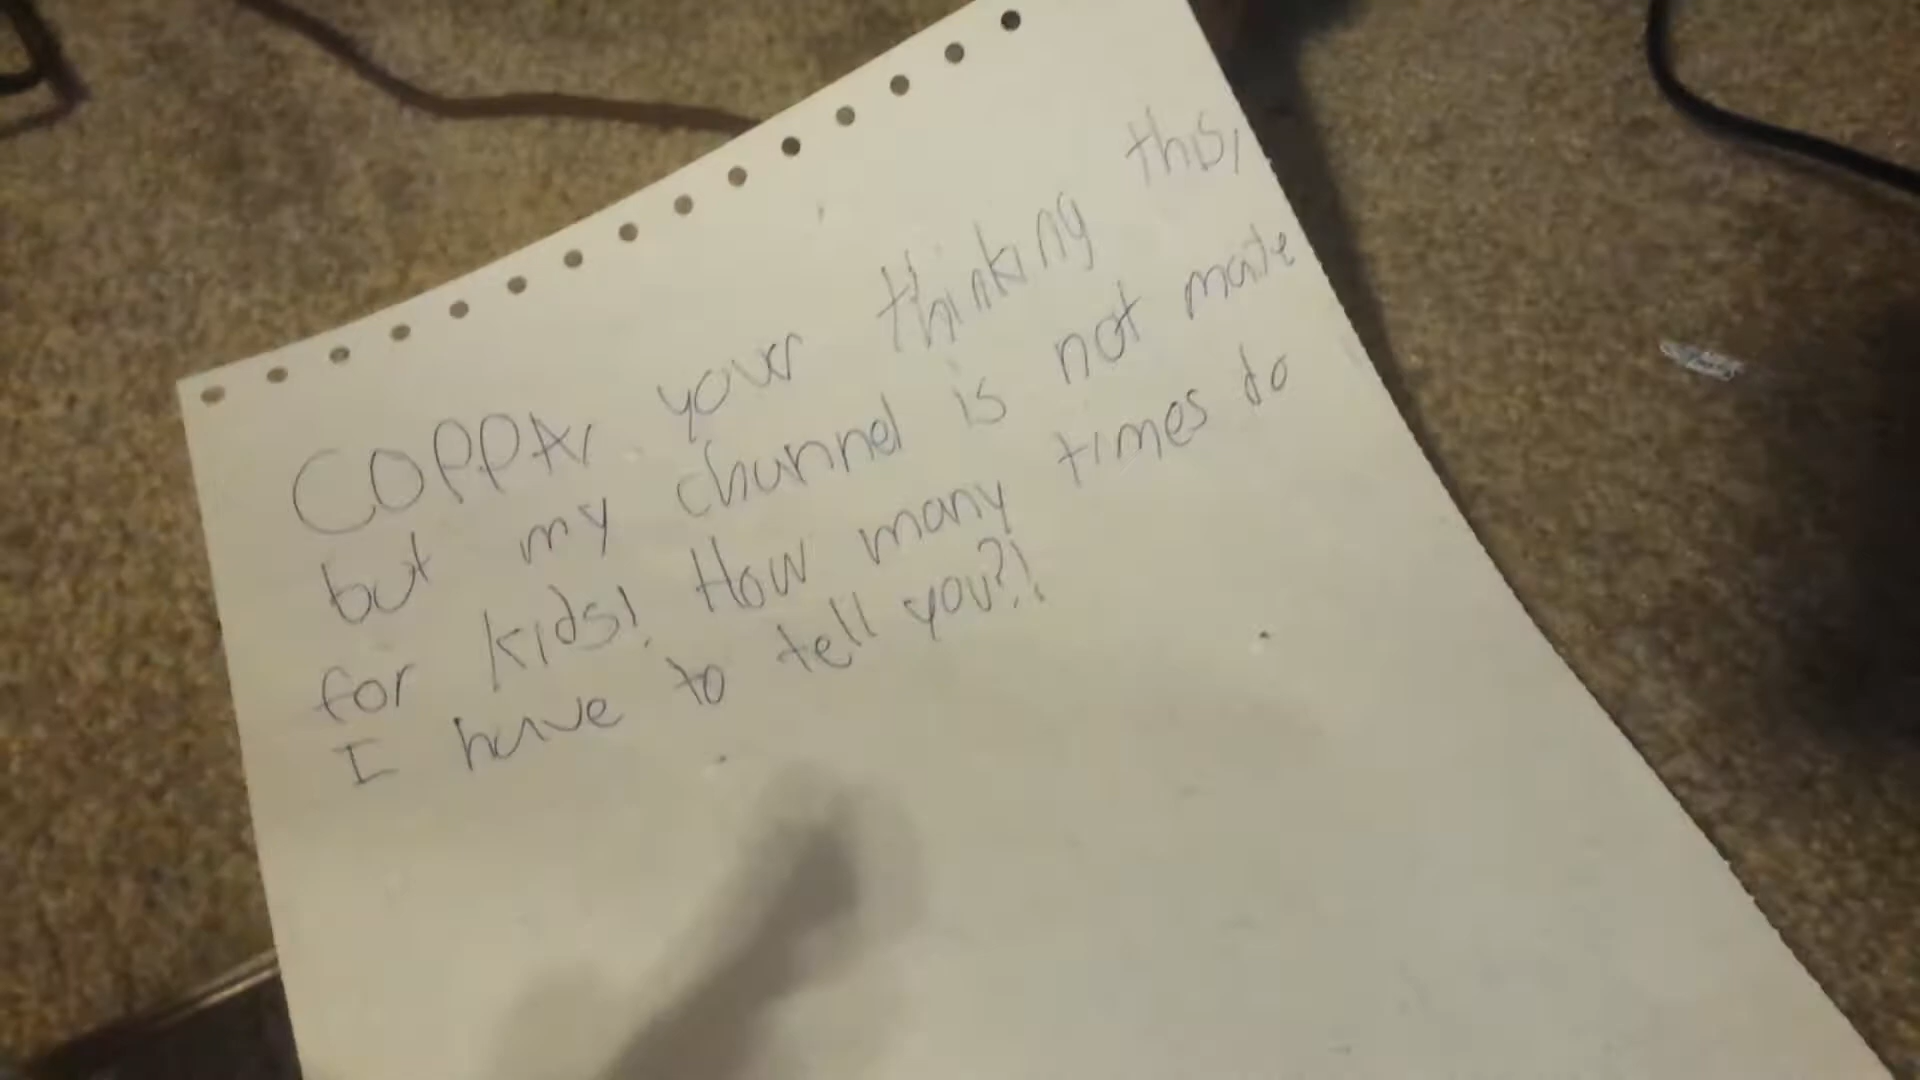 COPPA, your thinking this,
but my channel is not made
for kids! How many times do
I have to tell you?!